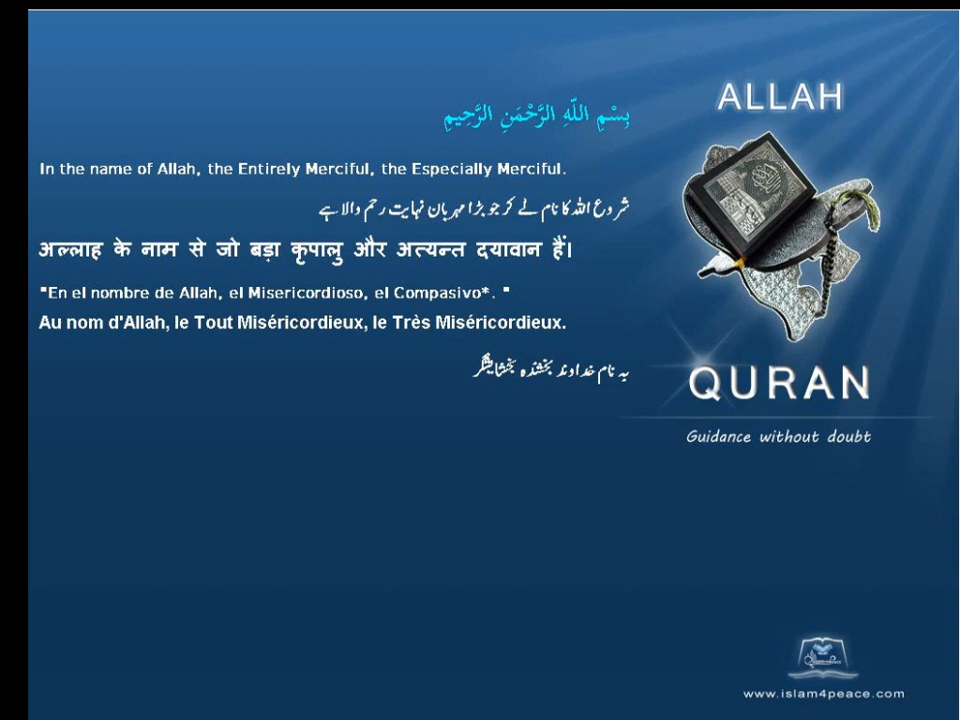 بِسْمِ اللّهِ الرَّحْمَنِ الرَّحِيمِ
In the name of Allah, the Entirely Merciful, the Especially Merciful.
شروع اللہ کا نام لے کر جو بڑا مہربان نہایت رحم والا ہے
अल्लाह के नाम से जो बड़ा कृपालु और अत्यन्त दयावान हैं।
"En el nombre de Allah, el Misericordioso, el Compasivo*. "
Au nom d'Allah, le Tout Miséricordieux, le Très Miséricordieux.
به نام خداوند بخشنده بخشایشگر
ALLAH
QURAN
Guidance without doubt
www.islam4peace.com